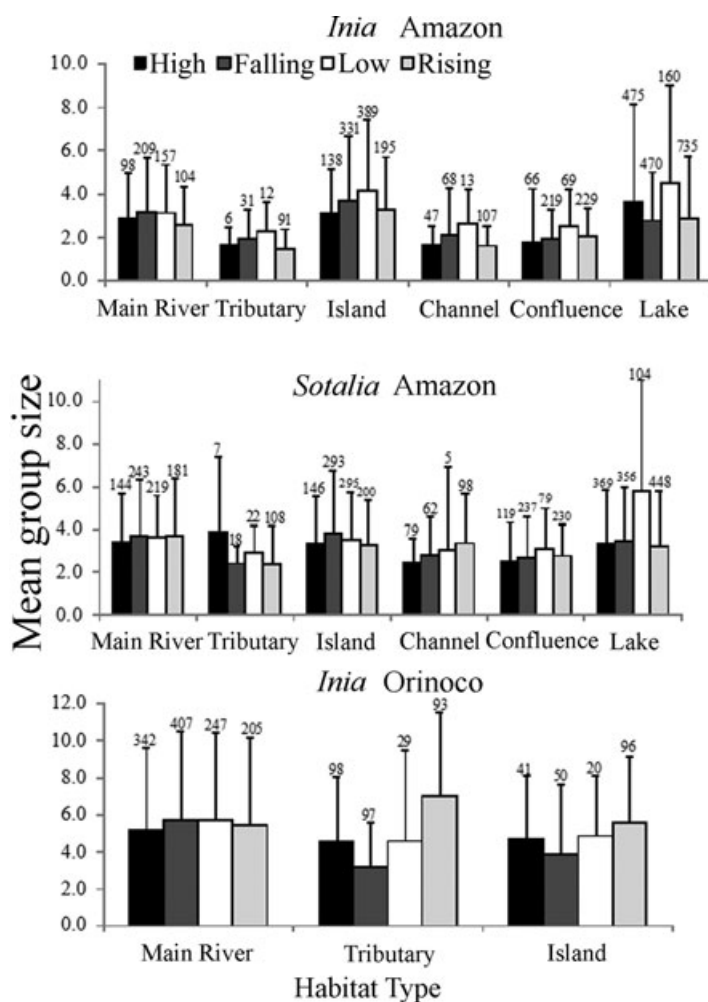 Inia Amazon
High Falling Low Rising
10.0
8.0
6.0
4.0
2.0
0.0
98 209 157 104
6 31 12 91
138 331 389 195
47 68 13 107
66 219 69 229
475 470 160 735
Main River Tributary Island Channel Confluence Lake
Sotalia Amazon
10.0
8.0
6.0
4.0
2.0
0.0
144 243 219 181
7 18 22 108
146 293 295 200
79 62 5 98
119 237 79 230
369 356 104 448
Main River Tributary Island Channel Confluence Lake
Mean group size
Inia Orinoco
12.0
10.0
8.0
6.0
4.0
2.0
0.0
342 407 247 205
98 97 29 93
41 50 20 96
Main River Tributary Island
Habitat Type